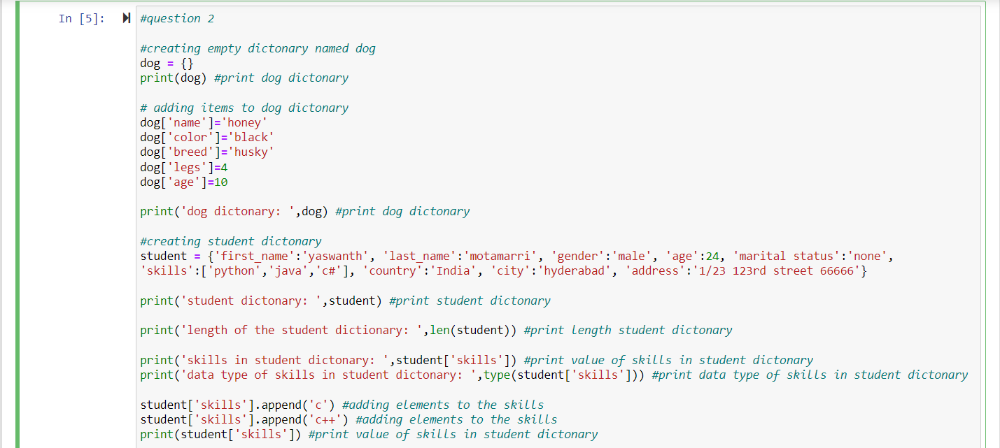 In [5]:
#question 2
#creating empty dictonary named dog
dog = {}
print(dog) #print dog dictonary
# adding items to dog dictonary
dog['name']='honey'
dog['color']='black'
dog['breed']='husky'
dog['legs']=4
dog['age']=10
print('dog dictonary: ',dog) #print dog dictonary
#creating student dictonary
student = {'first_name':'yaswanth', 'last_name':'motamarri', 'gender':'male', 'age':24, 'marital status':'none',
'skills':['python','java','c#'], 'country':'India', 'city':'hyderabad', 'address':'1/23 123rd street 66666'}
print('student dictonary: ',student) #print student dictonary
print('length of the student dictionary: ',len(student)) #print length student dictonary
print('skills in student dictonary: ',student['skills']) #print value of skills in student dictonary
print('data type of skills in student dictonary: ',type(student['skills'])) #print data type of skills in student dictonary
student['skills'].append('c') #adding elements to the skills
student['skills'].append('c++') #adding elements to the skills
print(student['skills']) #print value of skills in student dictonary